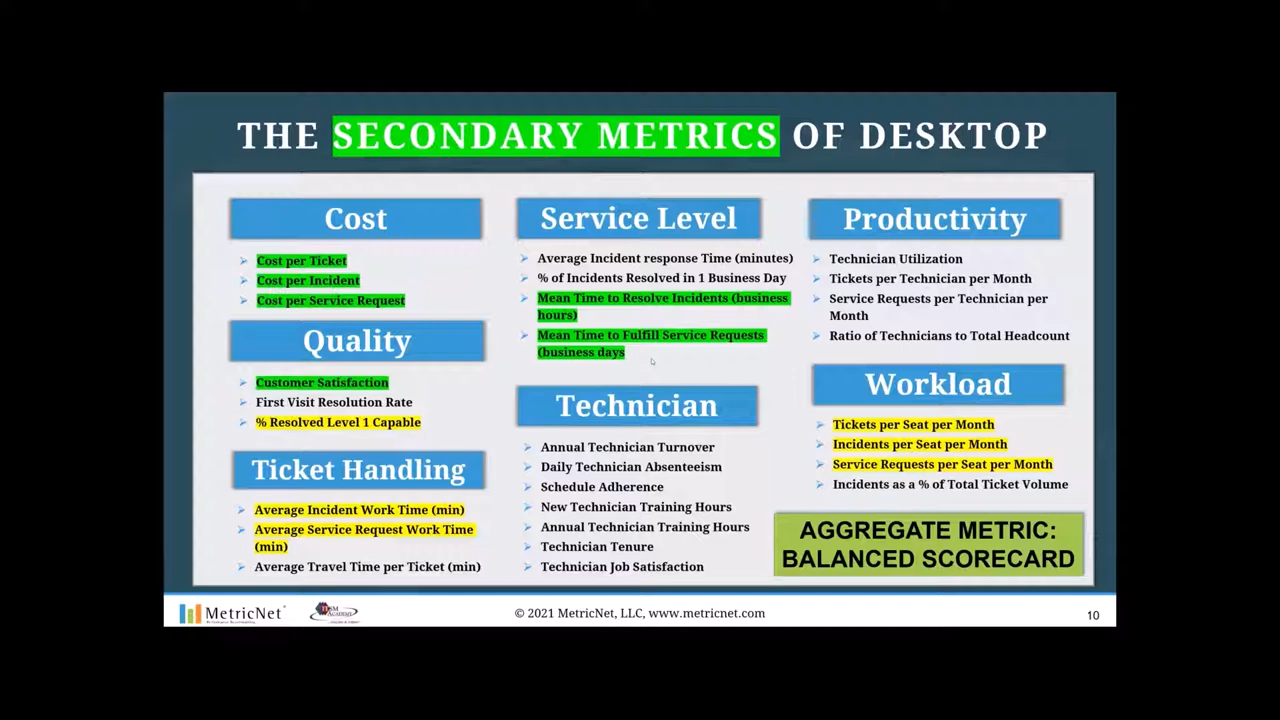 THE SECONDARY METRICS OF DESKTOP
Cost
Cost per Ticket
Cost per Incident
Cost per Service Request
Quality
Customer Satisfaction
First Visit Resolution Rate
% Resolved Level 1 Capable
Ticket Handling
Average Incident Work Time (min)
Average Service Request Work Time
(min)
Average Travel Time per Ticket (min)
Service Level
Average Incident response Time (minutes)
% of Incidents Resolved in 1 Business Day
Mean Time to Resolve Incidents (business
hours)
Mean Time to Fulfill Service Requests
(business days
Technician
Annual Technician Turnover
Daily Technician Absenteeism
Schedule Adherence
New Technician Training Hours
Annual Technician Training Hours
Technician Tenure
Technician Job Satisfaction
Productivity
Technician Utilization
Tickets per Technician per Month
Service Requests per Technician per
Month
Ratio of Technicians to Total Headcount
Workload
Tickets per Seat per Month
Incidents per Seat per Month
Service Requests per Seat per Month
Incidents as a % of Total Ticket Volume
AGGREGATE METRIC:
BALANCED SCORECARD
MetricNet
© 2021 MetricNet, LLC, www.metricnet.com
10